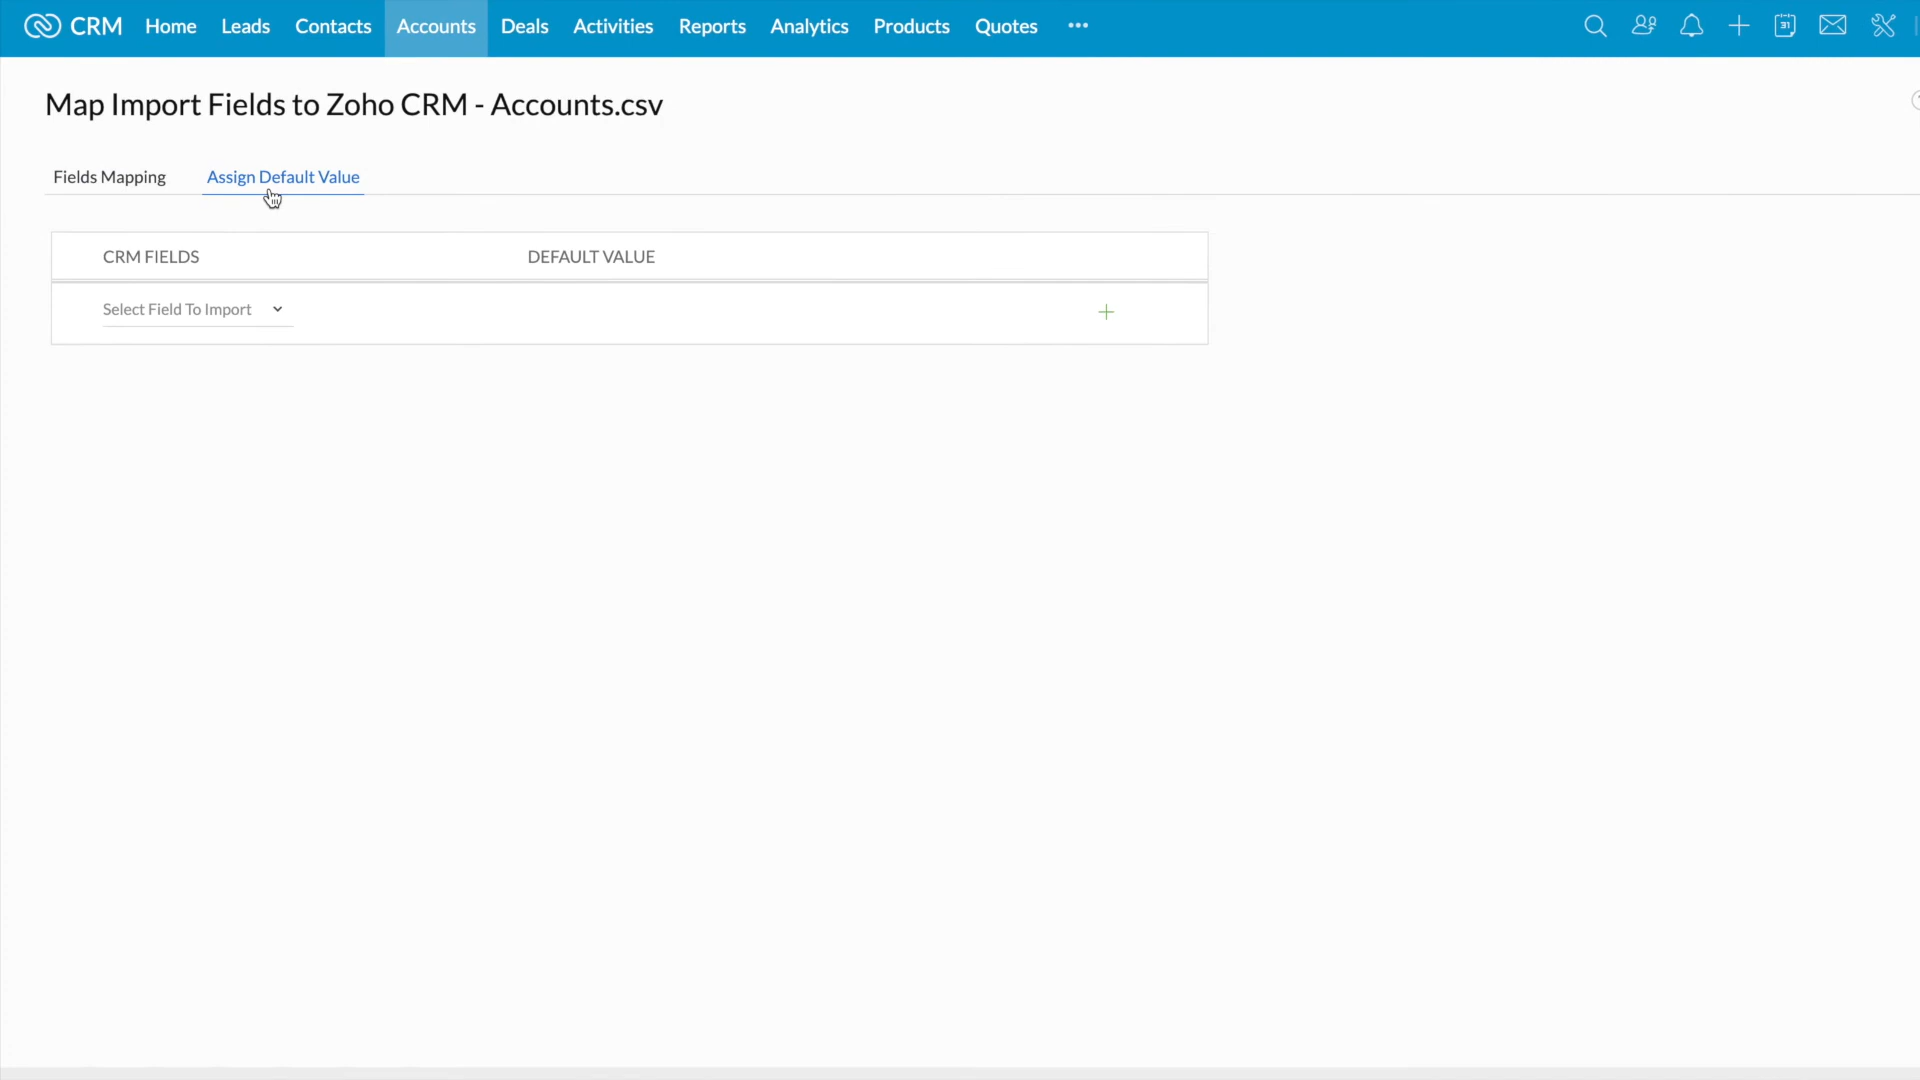 CRM Home Leads Contacts Accounts Deals Activities Reports Analytics Products Quotes ••• 31
Map Import Fields to Zoho CRM - Accounts.csv
Fields Mapping Assign Default Value
CRM FIELDS DEFAULT VALUE
Select Field To Import